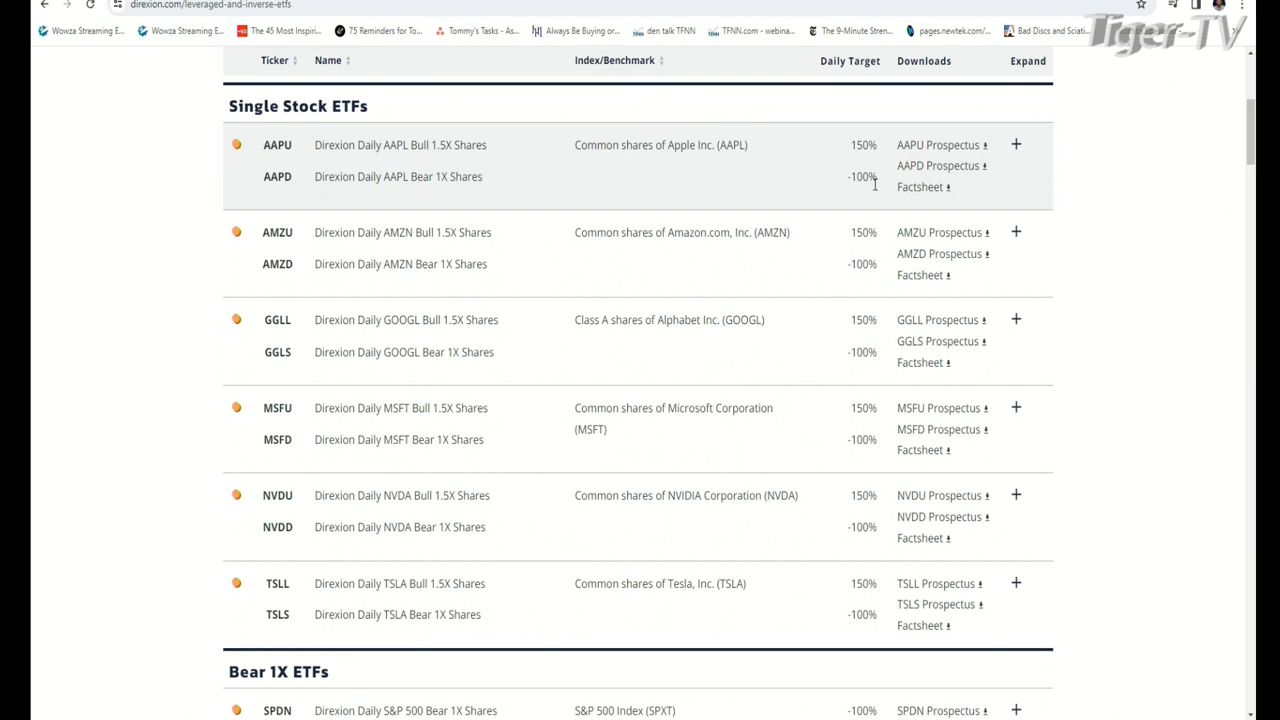 direxion.com/leveraged-and-inverse-etfs
Wowza Streaming E... Wowza Streaming E... The 45 Most Inspiri... 75 Reminders for To... Tommy's Tasks - As... Always Be Buying or... den talk TFNN TFNN.com - webina... The 9-Minute Stren... pages.newtek.com/... Bad Discs and Sciati...
Tiger-TV
Ticker Name Index/Benchmark Daily Target Downloads Expand
Single Stock ETFs
AAPU Direxion Daily AAPL Bull 1.5X Shares Common shares of Apple Inc. (AAPL) 150% AAPU Prospectus
AAPD Direxion Daily AAPL Bear 1X Shares -100% AAPD Prospectus
Factsheet
AMZU Direxion Daily AMZN Bull 1.5X Shares Common shares of Amazon.com, Inc. (AMZN) 150% AMZU Prospectus
AMZD Direxion Daily AMZN Bear 1X Shares -100% AMZD Prospectus
Factsheet
GGLL Direxion Daily GOOGL Bull 1.5X Shares Class A shares of Alphabet Inc. (GOOGL) 150% GGLL Prospectus
GGLS Direxion Daily GOOGL Bear 1X Shares -100% GGLS Prospectus
Factsheet
MSFU Direxion Daily MSFT Bull 1.5X Shares Common shares of Microsoft Corporation 150% MSFU Prospectus
(MSFT)
MSFD Direxion Daily MSFT Bear 1X Shares -100% MSFD Prospectus
Factsheet
NVDU Direxion Daily NVDA Bull 1.5X Shares Common shares of NVIDIA Corporation (NVDA) 150% NVDU Prospectus
NVDD Direxion Daily NVDA Bear 1X Shares -100% NVDD Prospectus
Factsheet
TSLL Direxion Daily TSLA Bull 1.5X Shares Common shares of Tesla, Inc. (TSLA) 150% TSLL Prospectus
TSLS Direxion Daily TSLA Bear 1X Shares -100% TSLS Prospectus
Factsheet
Bear 1X ETFs
SPDN Direxion Daily S&P 500 Bear 1X Shares S&P 500 Index (SPXT) -100% SPDN Prospectus